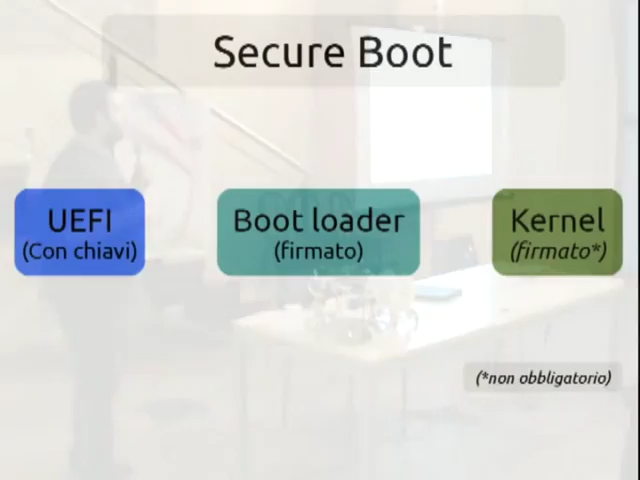 Secure Boot
UEFI
(Con chiavi)
Boot loader
(firmato)
Kernel
(firmato*)
(*non obbligatorio)